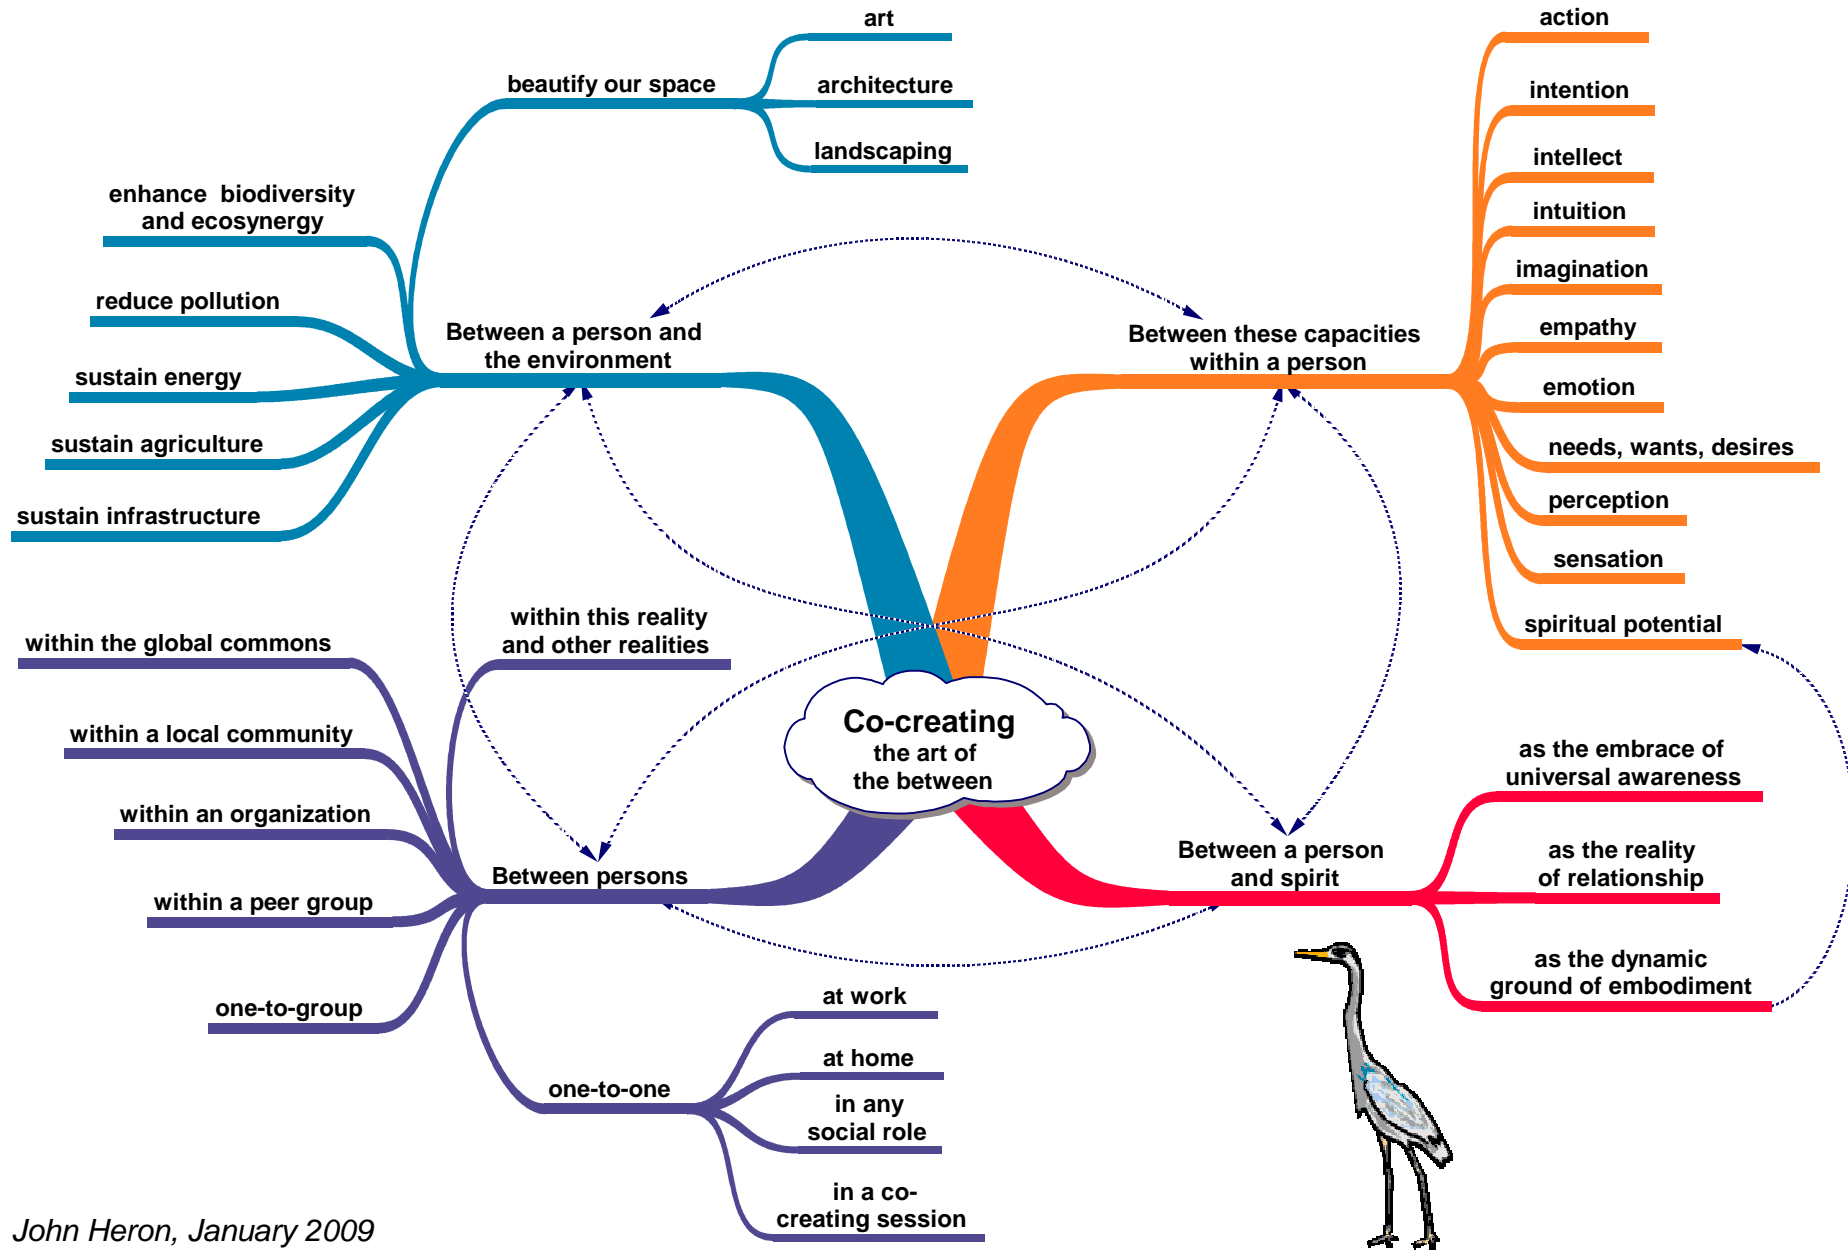 art
beautify our space
architecture
landscaping
enhance  biodiversity
and ecosynergy
reduce pollution
sustain energy
sustain agriculture
sustain infrastructure
Between a person and
the environment
Between these capacities
within a person
action
intention
intellect
intuition
imagination
empathy
emotion
needs, wants, desires
perception
sensation
spiritual potential
Co-creating
the art of
the between
within this reality
and other realities
within the global commons
within a local community
within an organization
within a peer group
one-to-group
Between persons
one-to-one
at work
at home
in any
social role
in a co-
creating session
Between a person
and spirit
as the embrace of
universal awareness
as the reality
of relationship
as the dynamic
ground of embodiment
John Heron, January 2009